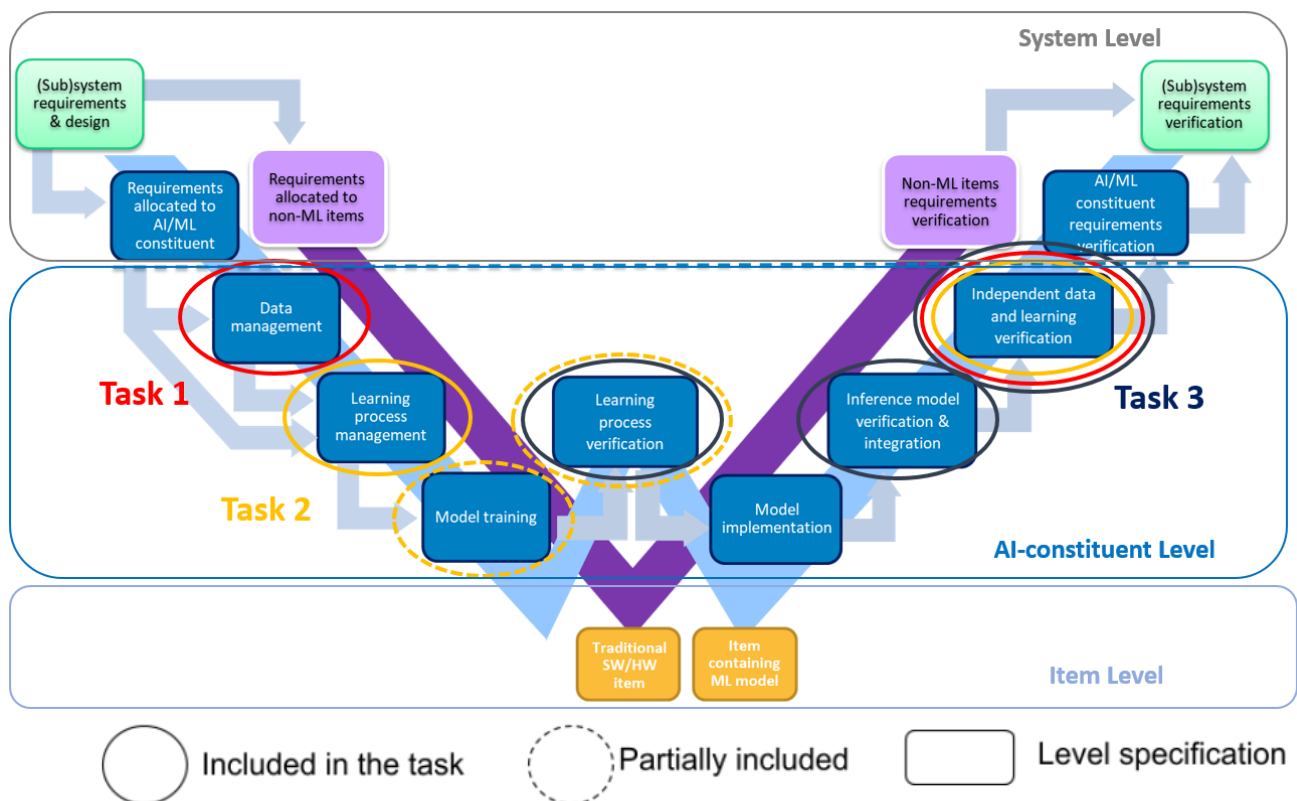 System Level
(Sub)system
requirements
& design
(Sub)system
requirements
verification
Requirements
allocated to
non-ML items
Non-ML items
requirements
verification
Requirements
allocated to
AI/ML
constituent
AI/ML
constituent
requirements
verification
Data
management
Independent data
and learning
verification
Task 1
Learning
process
management
Learning
process
verification
Inference model
verification &
integration
Task 3
Task 2
Model training
Model
implementation
AI-constituent Level
Traditional
SW/HW
item
Item
containing
ML model
Item Level
Included in the task
Partially included
Level specification